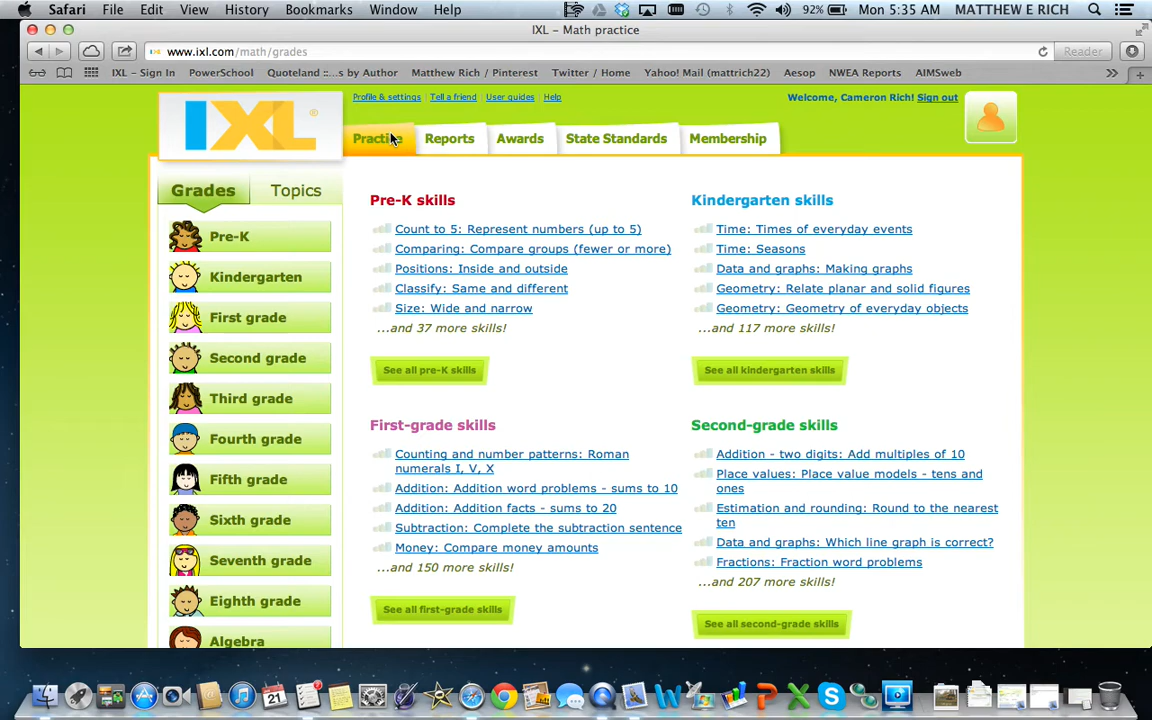 Safari File Edit View History Bookmarks Window Help 92% Mon 5:35 AM MATTHEW E RICH
IXL – Math practice
www.ixl.com/math/grades Reader
IXL – Sign In PowerSchool Quoteland ::...s by Author Matthew Rich / Pinterest Twitter / Home Yahoo! Mail (mattrich22) Aesop NWEA Reports AIMSweb
IXL
Profile & settings Tell a friend User guides Help Welcome, Cameron Rich! Sign out
Practice Reports Awards State Standards Membership
Grades Topics
Pre-K
Kindergarten
First grade
Second grade
Third grade
Fourth grade
Fifth grade
Sixth grade
Seventh grade
Eighth grade
Algebra
Pre-K skills
Count to 5: Represent numbers (up to 5)
Comparing: Compare groups (fewer or more)
Positions: Inside and outside
Classify: Same and different
Size: Wide and narrow
...and 37 more skills!
See all pre-K skills
Kindergarten skills
Time: Times of everyday events
Time: Seasons
Data and graphs: Making graphs
Geometry: Relate planar and solid figures
Geometry: Geometry of everyday objects
...and 117 more skills!
See all kindergarten skills
First-grade skills
Counting and number patterns: Roman
numerals I, V, X
Addition: Addition word problems - sums to 10
Addition: Addition facts - sums to 20
Subtraction: Complete the subtraction sentence
Money: Compare money amounts
...and 150 more skills!
See all first-grade skills
Second-grade skills
Addition - two digits: Add multiples of 10
Place values: Place value models - tens and
ones
Estimation and rounding: Round to the nearest
ten
Data and graphs: Which line graph is correct?
Fractions: Fraction word problems
...and 207 more skills!
See all second-grade skills